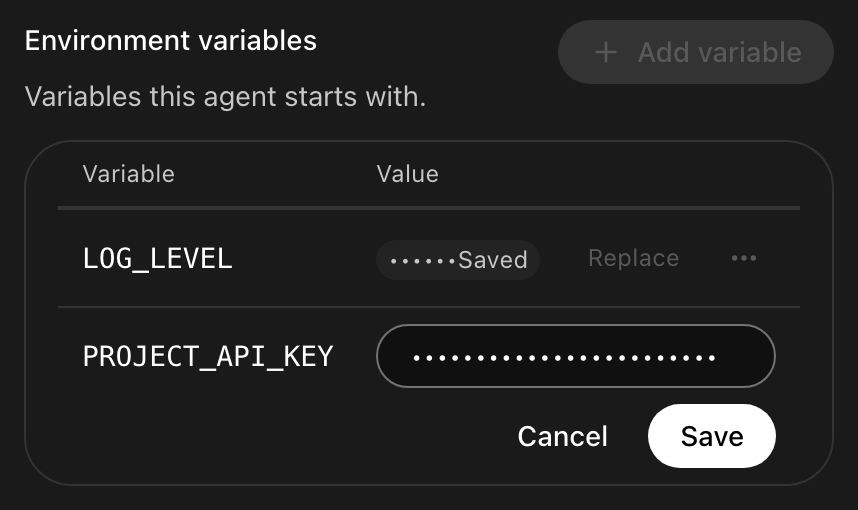 Environment variables
+ Add variable
Variables this agent starts with.
Variable Value
LOG_LEVEL ••••••Saved Replace •••
PROJECT_API_KEY ••••••••••••••••••••••••
Cancel Save